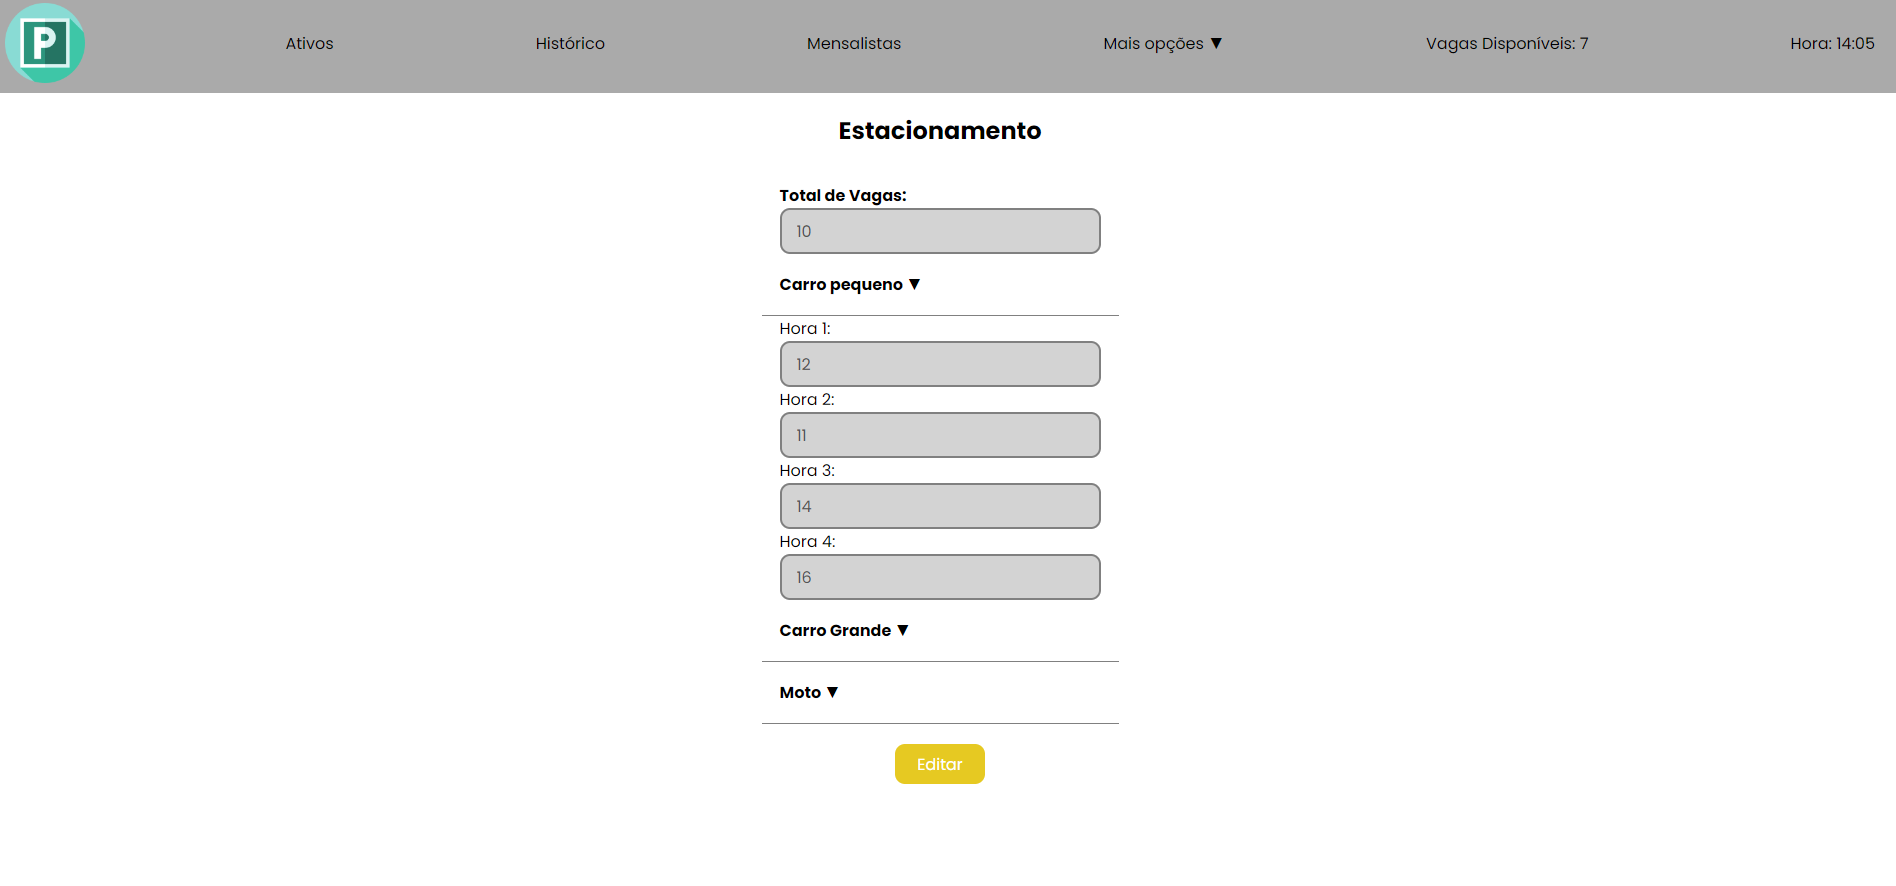 P
Ativos
Histórico
Mensalistas
Mais opções ▼
Vagas Disponíveis: 7
Hora: 14:05
Estacionamento
Total de Vagas:
10
Carro pequeno ▼
Hora 1:
12
Hora 2:
11
Hora 3:
14
Hora 4:
16
Carro Grande ▼
Moto ▼
Editar